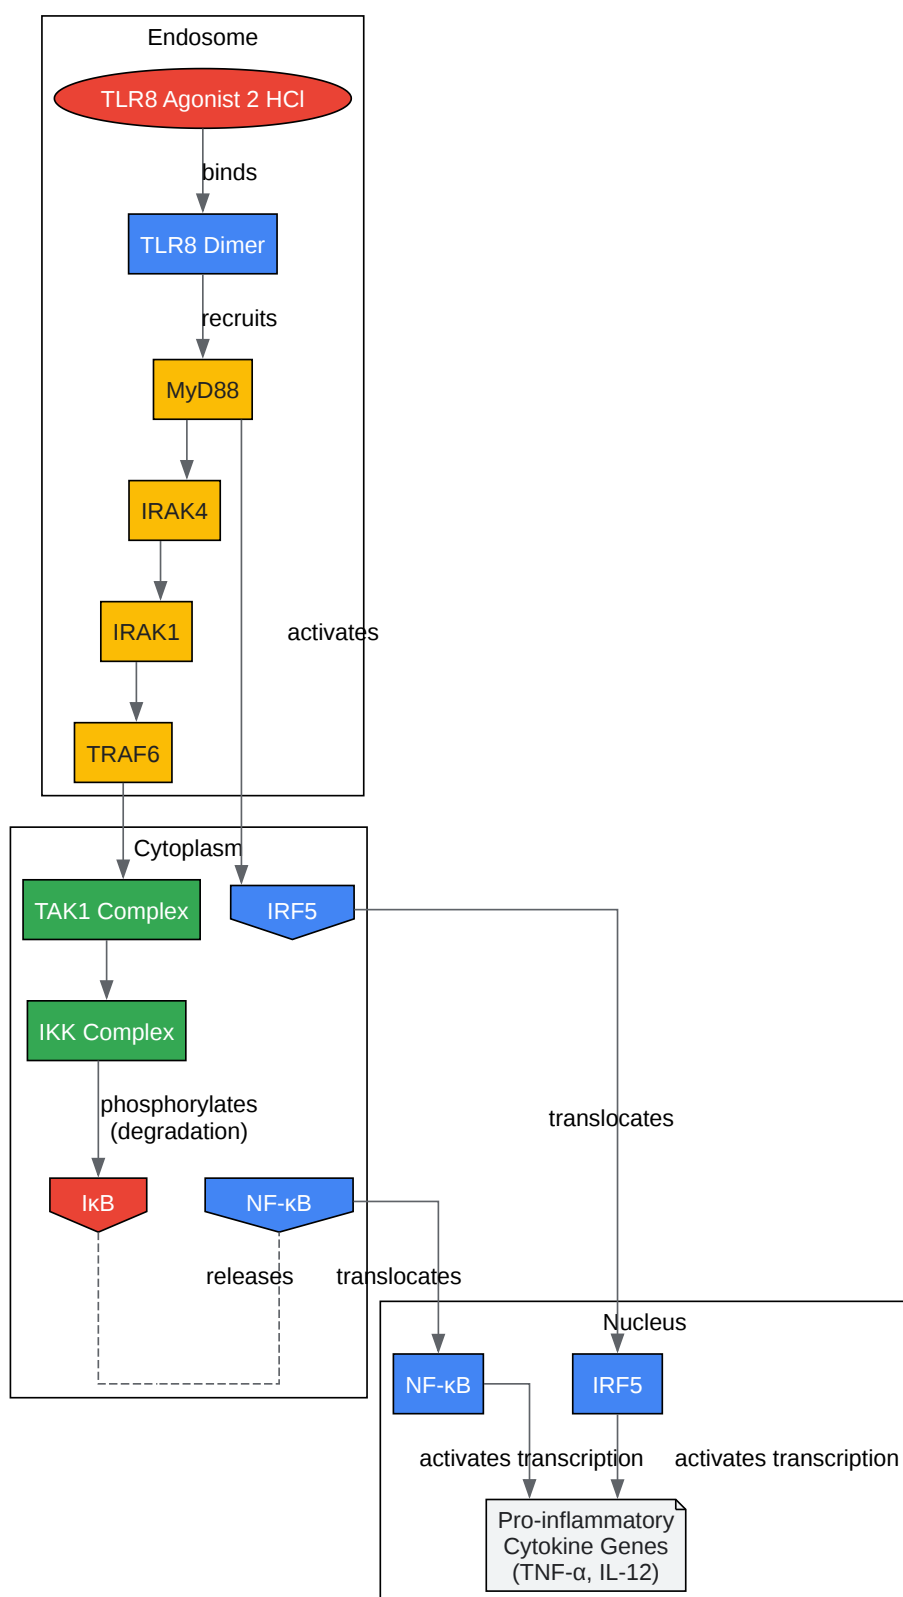 Endosome
TLR8 Agonist 2 HCl
binds
TLR8 Dimer
recruits
MyD88
IRAK4
IRAK1
activates
TRAF6
Cytoplasm
TAK1 Complex
IRF5
IKK Complex
phosphorylates
(degradation)
translocates
IκB
NF-κB
releases
translocates
Nucleus
NF-κB
IRF5
activates transcription
activates transcription
Pro-inflammatory
Cytokine Genes
(TNF-α, IL-12)